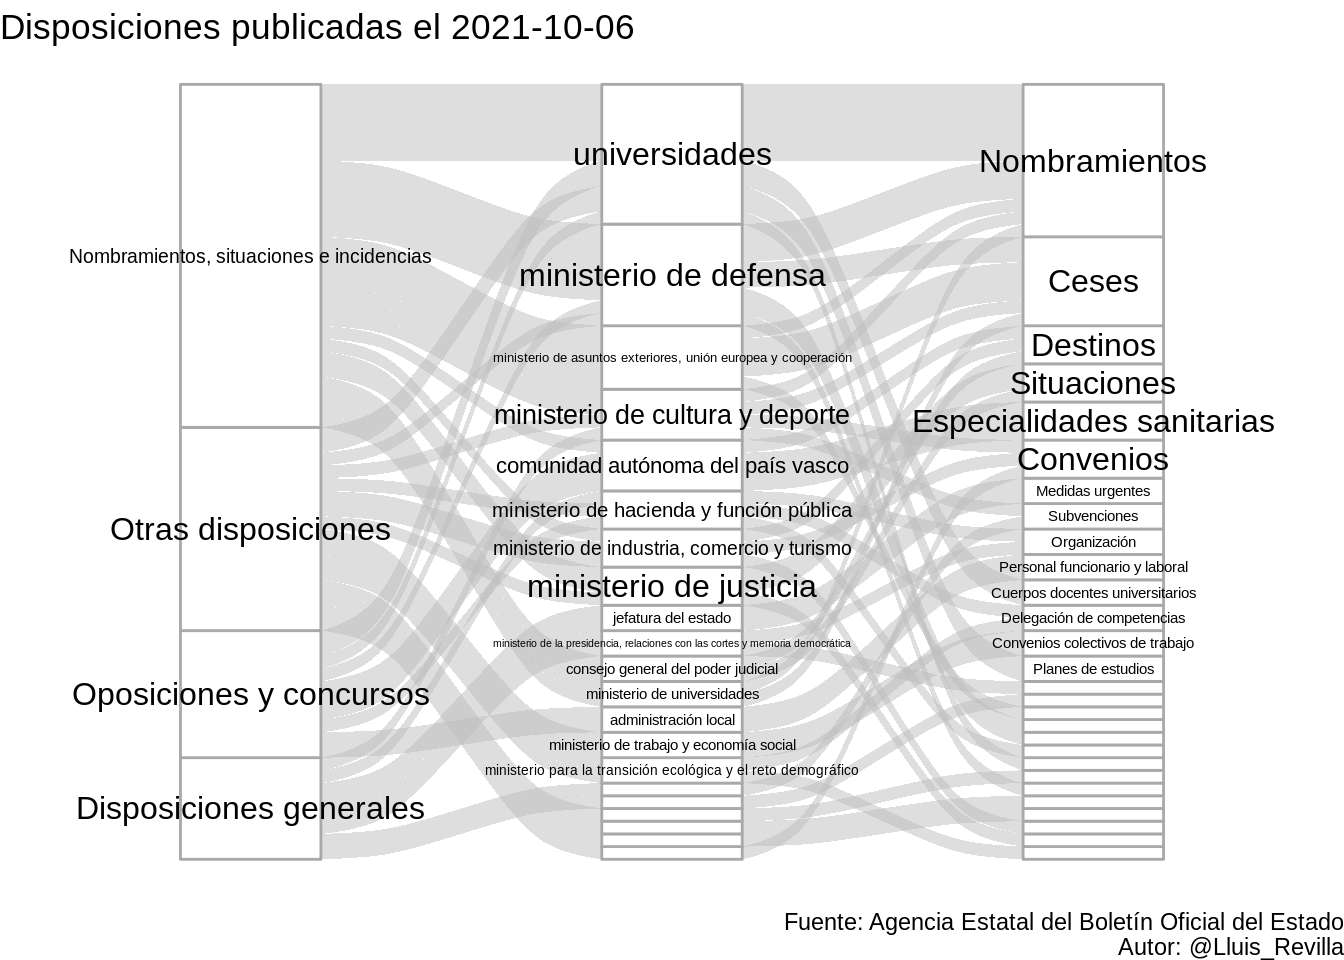 Disposiciones publicadas el 2021-10-06
Nombramientos, situaciones e incidencias
Otras disposiciones
Oposiciones y concursos
Disposiciones generales
universidades
ministerio de defensa
ministerio de asuntos exteriores, unión europea y cooperación
ministerio de cultura y deporte
comunidad autónoma del país vasco
ministerio de hacienda y función pública
ministerio de industria, comercio y turismo
ministerio de justicia
jefatura del estado
ministerio de la presidencia, relaciones con las cortes y memoria democrática
consejo general del poder judicial
ministerio de universidades
administración local
ministerio de trabajo y economía social
ministerio para la transición ecológica y el reto demográfico
Nombramientos
Ceses
Destinos
Situaciones
Especialidades sanitarias
Convenios
Medidas urgentes
Subvenciones
Organización
Personal funcionario y laboral
Cuerpos docentes universitarios
Delegación de competencias
Convenios colectivos de trabajo
Planes de estudios
Fuente: Agencia Estatal del Boletín Oficial del Estado
Autor: @Lluis_Revilla